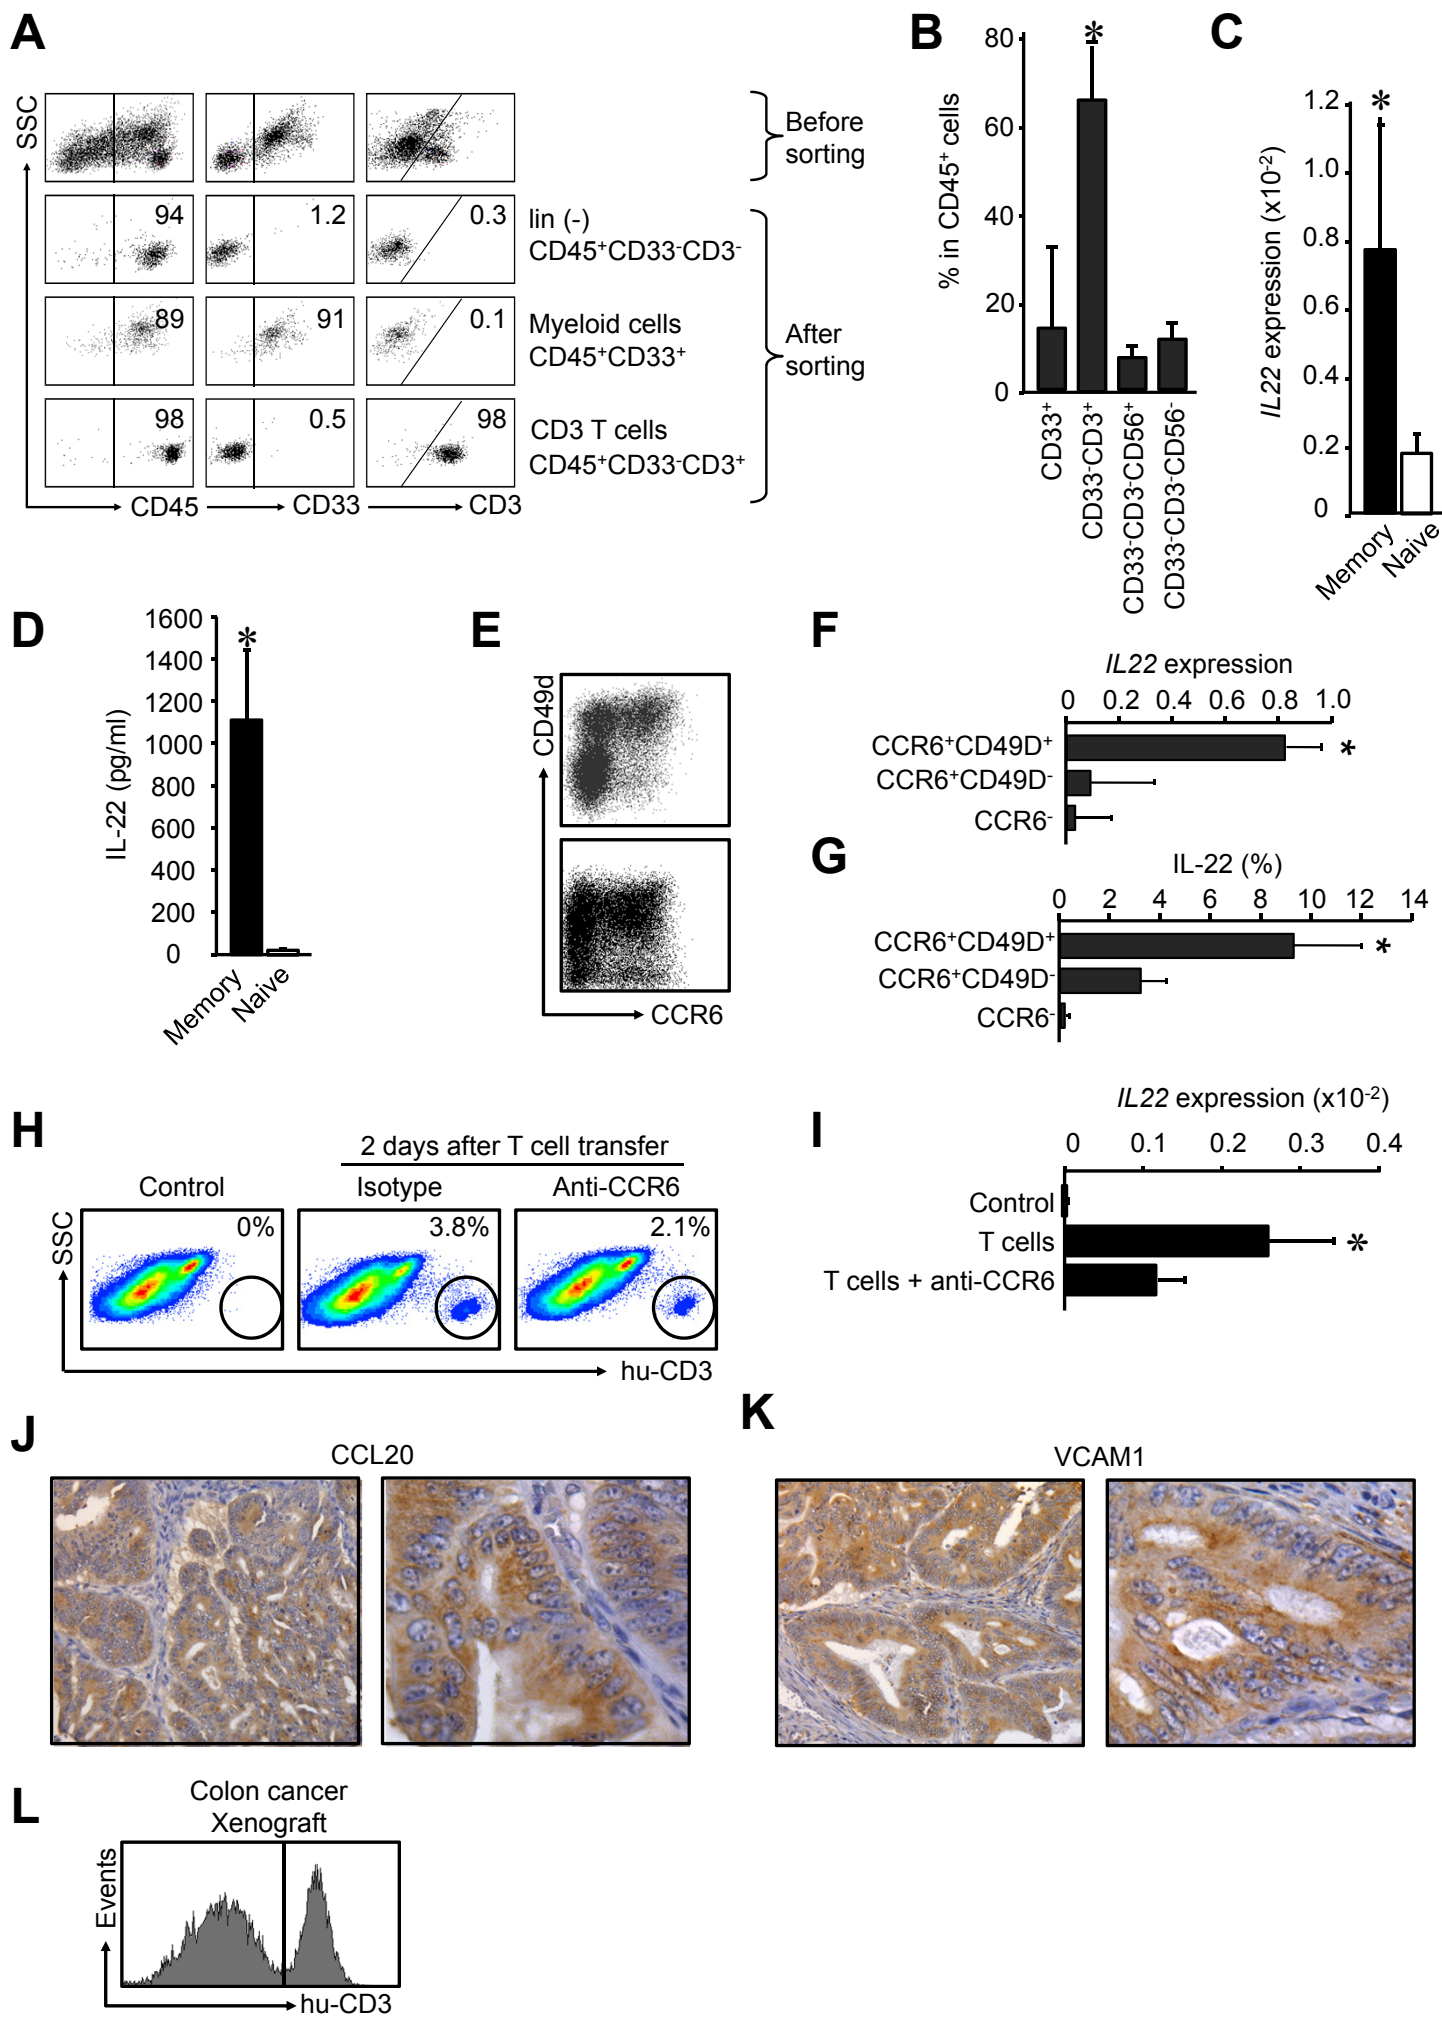 A
SSC
Before
sorting
94
1.2
0.3
lin (-)
CD45+CD33-CD3-
89
91
0.1
Myeloid cells
CD45+CD33+
After
sorting
98
0.5
98
CD3 T cells
CD45+CD33-CD3+
CD45
CD33
CD3
B
% in CD45+ cells
80
60
40
20
0
*
CD33+
CD33-CD3+
CD33-CD3-CD56+
CD33-CD3-CD56-
C
IL22 expression (x10-2)
1.2
1.0
0.8
0.6
0.4
0.2
0
*
Memory
Naive
D
IL-22 (pg/ml)
1600
1400
1200
1000
800
600
400
200
0
*
Memory
Naive
E
CD49d
CCR6
F
IL22 expression
0 0.2 0.4 0.6 0.8 1.0
CCR6+CD49D+
*
CCR6+CD49D-
CCR6-
G
IL-22 (%)
0 2 4 6 8 10 12 14
CCR6+CD49D+
*
CCR6+CD49D-
CCR6-
H
2 days after T cell transfer
Control
Isotype
Anti-CCR6
SSC
0%
3.8%
2.1%
hu-CD3
I
IL22 expression (x10-2)
0 0.1 0.2 0.3 0.4
Control
T cells
*
T cells + anti-CCR6
J
CCL20
K
VCAM1
L
Colon cancer
Xenograft
Events
hu-CD3